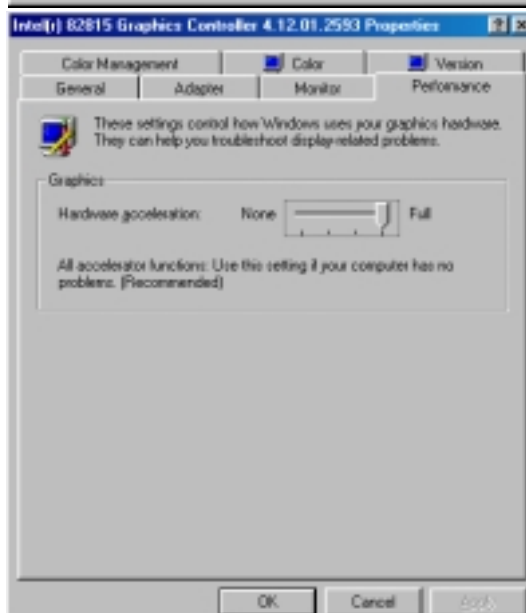 Intel(r) 82815 Graphics Controller 4.12.01.2593 Properties
Color Management Color Version
General Adapter Monitor Performance
These settings control how Windows uses your graphics hardware.
They can help you troubleshoot display-related problems.
Graphics
Hardware acceleration: None Full
All accelerator functions: Use this setting if your computer has no
problems. (Recommended)
OK Cancel Apply